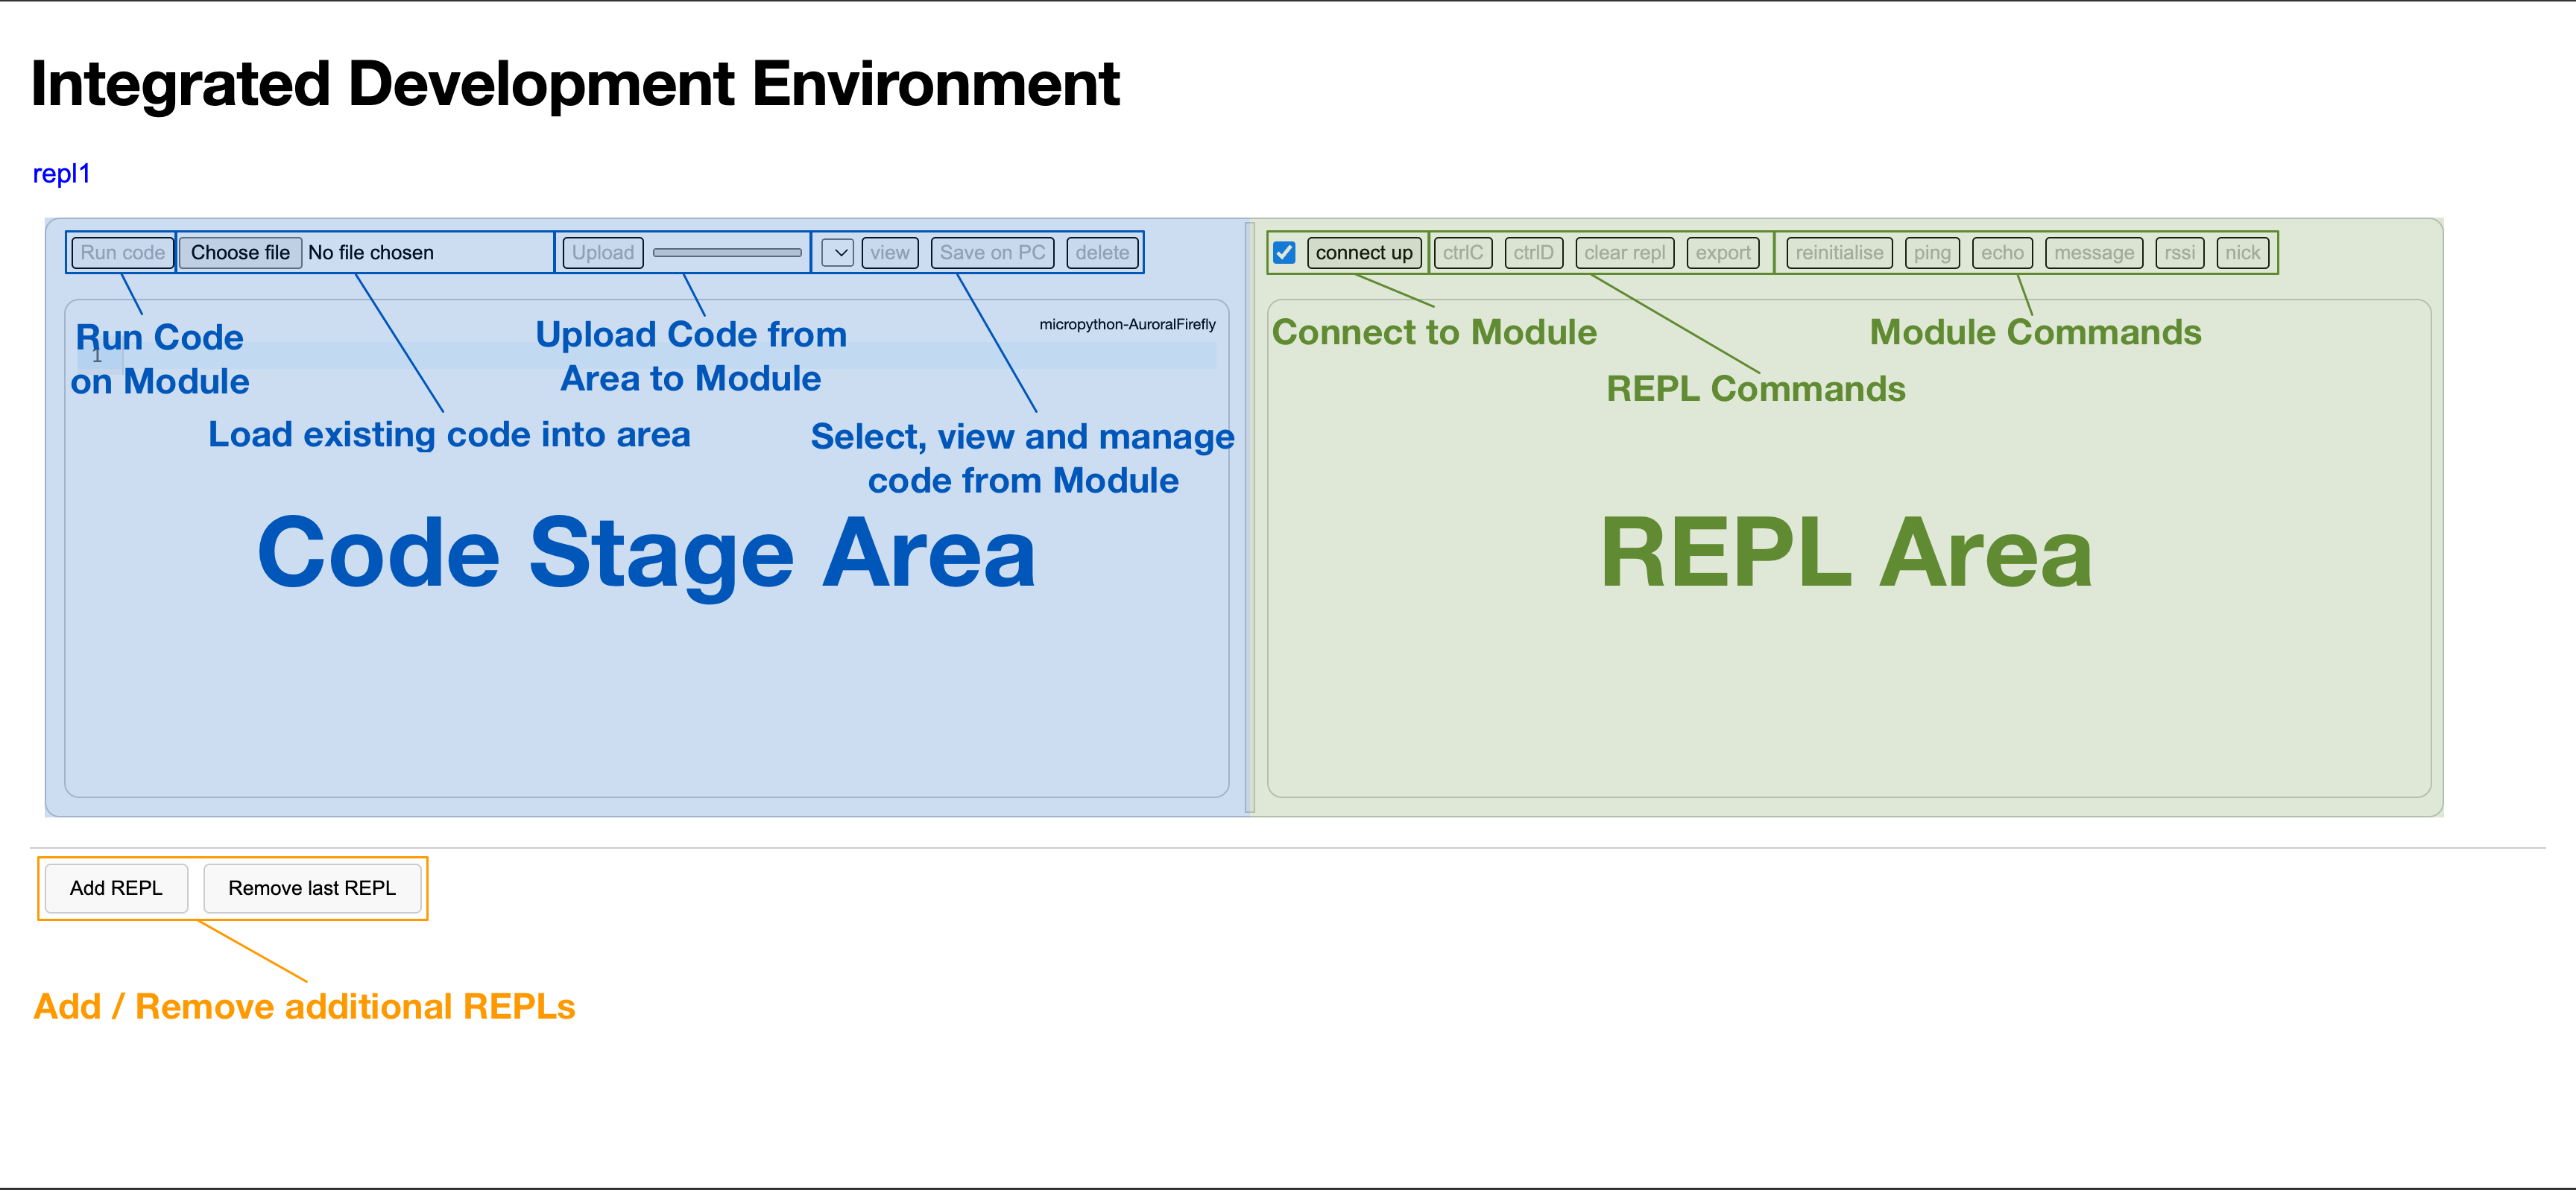 Integrated Development Environment
repl1
Run code Choose file No file chosen Upload view Save on PC delete
Run Code
on Module
Load existing code into area
Upload Code from
Area to Module
Select, view and manage
code from Module
micropython-AuroralFirefly
1
Code Stage Area
connect up ctrlC ctrlD clear repl export reinitialise ping echo message rssi nick
Connect to Module
REPL Commands
Module Commands
REPL Area
Add REPL Remove last REPL
Add / Remove additional REPLs